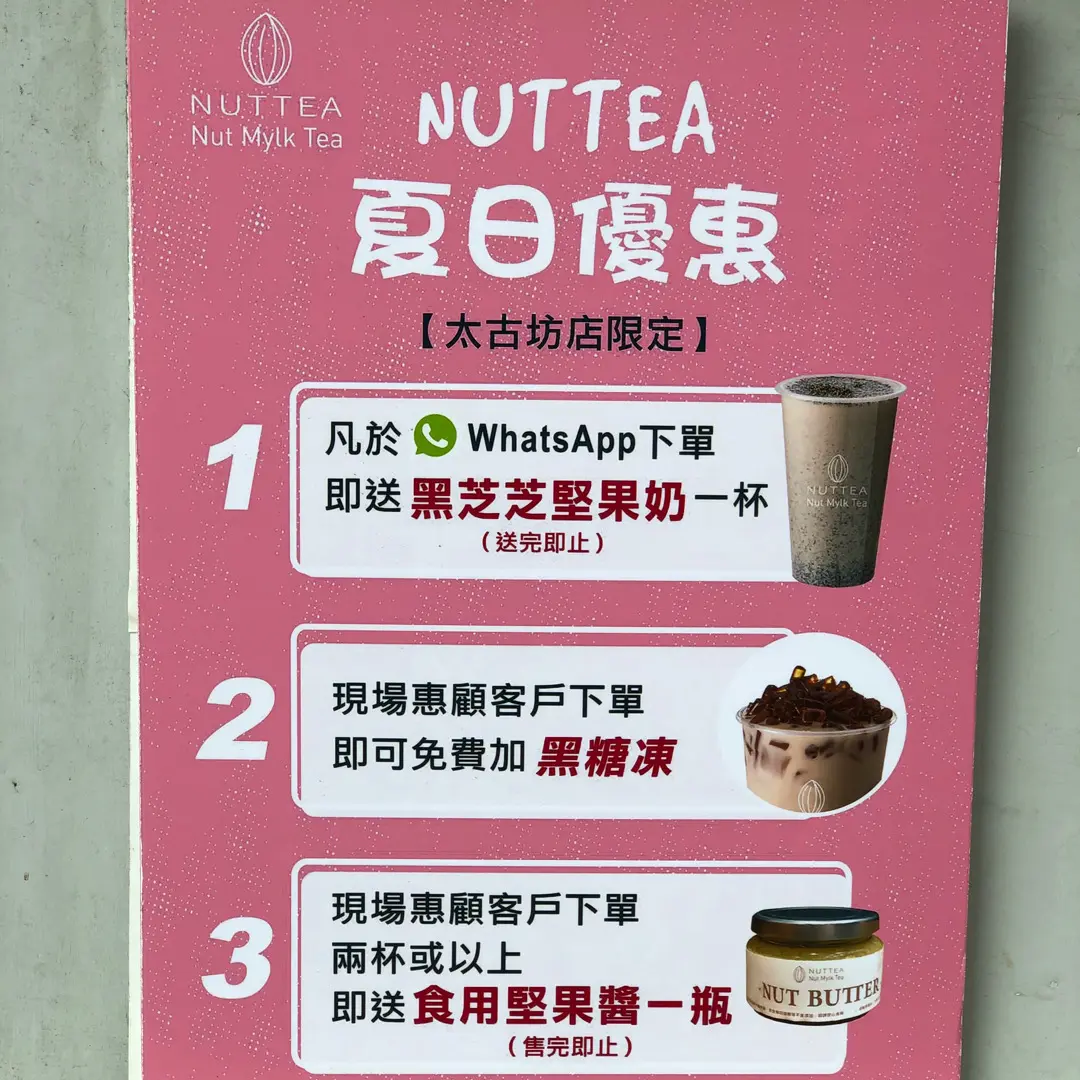 NUTTEA
Nut Mylk Tea
NUTTEA
夏日優惠
【太古坊店限定】
1
凡於 WhatsApp下單
即送 黑芝芝堅果奶 一杯
（送完即止）
NUTTEA
Nut Mylk Tea
2
現場惠顧客戶下單
即可免費加 黑糖凍
3
現場惠顧客戶下單
兩杯或以上
即送 食用堅果醬一瓶
（售完即止）
NUTTEA
Nut Mylk Tea
NUT BUTTER